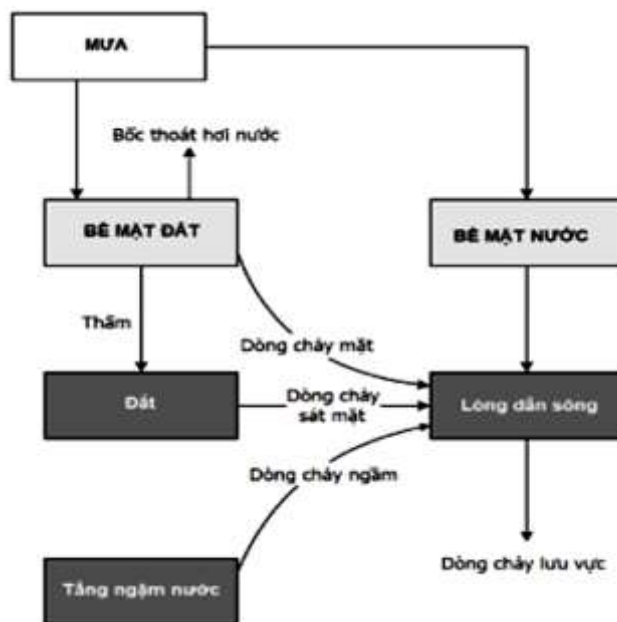 MƯA
Bốc thoát hơi nước
BỀ MẶT ĐẤT
BỀ MẶT NƯỚC
Thấm
Dòng chảy mặt
Đất
Dòng chảy
sát mặt
Lòng dẫn sông
Dòng chảy ngầm
Dòng chảy lưu vực
Tầng ngậm nước